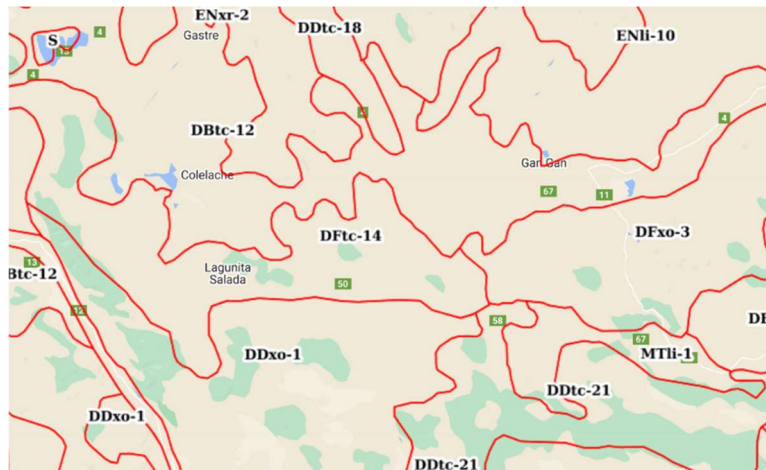 ENxr-2
DDtc-18
4
S
Gastre
ENli-10
13
4
4
4
DBtc-12
Gan Gan
Colelache
67
11
DFtc-14
DFxo-3
13
Lagunita
Salada
Btc-12
50
12
58
67
DDxo-1
MTli-1
DDxo-1
DDtc-21
DDtc-21